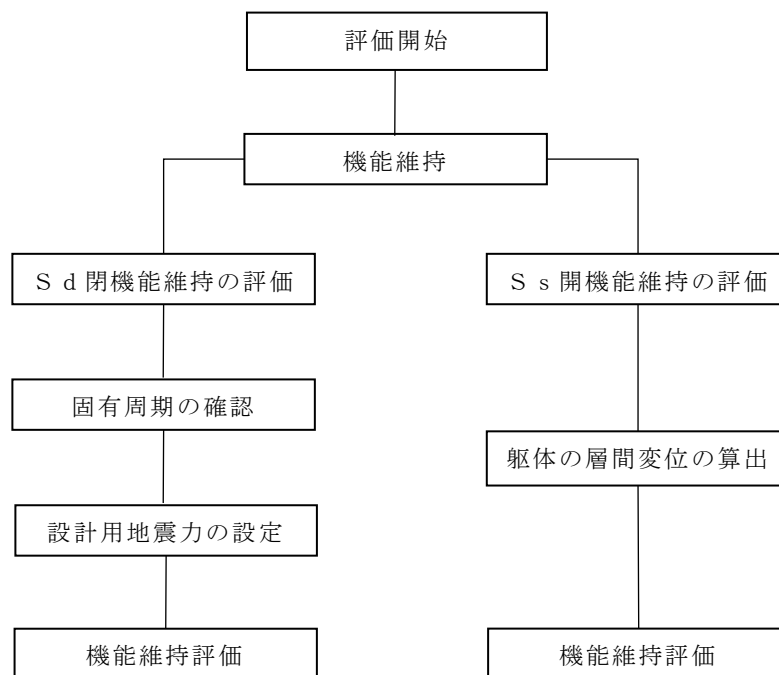 評価開始
機能維持
Ｓｄ閉機能維持の評価
Ｓｓ開機能維持の評価
固有周期の確認
躯体の層間変位の算出
設計用地震力の設定
機能維持評価
機能維持評価